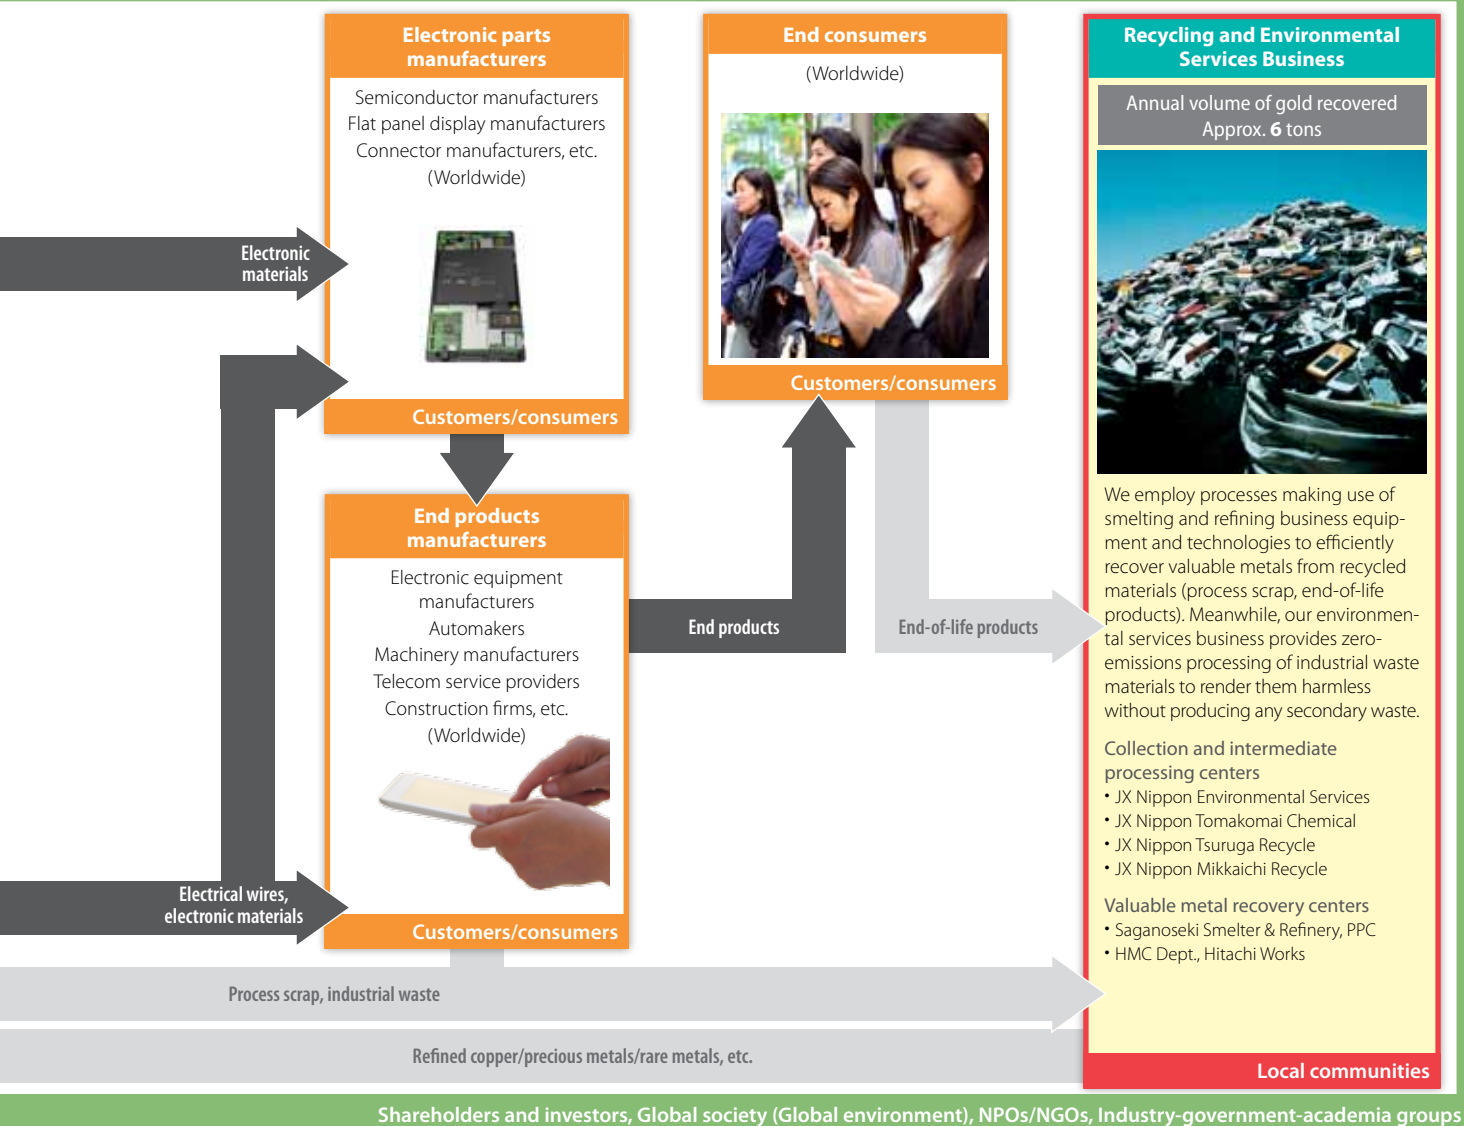 Electronic parts
manufacturers
Semiconductor manufacturers
Flat panel display manufacturers
Connector manufacturers, etc.
(Worldwide)
Customers/consumers
Electronic
materials
End products
manufacturers
Electronic equipment
manufacturers
Automakers
Machinery manufacturers
Telecom service providers
Construction firms, etc.
(Worldwide)
Customers/consumers
Electrical wires,
electronic materials
End consumers
(Worldwide)
Customers/consumers
End products
End-of-life products
Recycling and Environmental
Services Business
Annual volume of gold recovered
Approx. 6 tons
We employ processes making use of
smelting and refining business equip-
ment and technologies to efficiently
recover valuable metals from recycled
materials (process scrap, end-of-life
products). Meanwhile, our environmen-
tal services business provides zero-
emissions processing of industrial waste
materials to render them harmless
without producing any secondary waste.
Collection and intermediate
processing centers
• JX Nippon Environmental Services
• JX Nippon Tomakomai Chemical
• JX Nippon Tsuruga Recycle
• JX Nippon Mikkaichi Recycle
Valuable metal recovery centers
• Saganoseki Smelter & Refinery, PPC
• HMC Dept., Hitachi Works
Local communities
Process scrap, industrial waste
Refined copper/precious metals/rare metals, etc.
Shareholders and investors, Global society (Global environment), NPOs/NGOs, Industry-government-academia groups